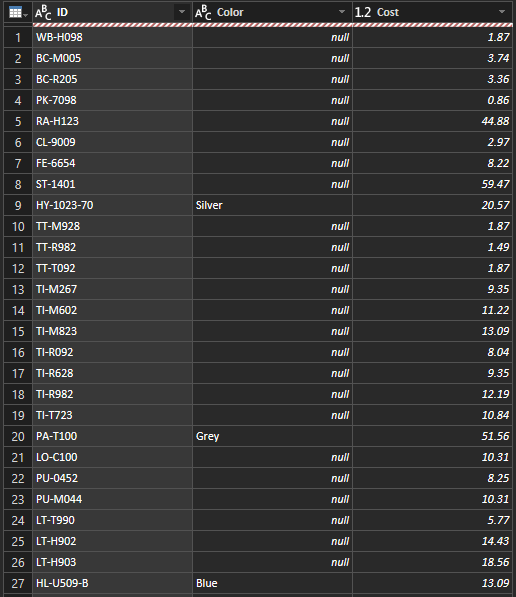 ABC ID ABC Color 1.2 Cost
1 WB-H098 null 1.87
2 BC-M005 null 3.74
3 BC-R205 null 3.36
4 PK-7098 null 0.86
5 RA-H123 null 44.88
6 CL-9009 null 2.97
7 FE-6654 null 8.22
8 ST-1401 null 59.47
9 HY-1023-70 Silver 20.57
10 TT-M928 null 1.87
11 TT-R982 null 1.49
12 TT-T092 null 1.87
13 TI-M267 null 9.35
14 TI-M602 null 11.22
15 TI-M823 null 13.09
16 TI-R092 null 8.04
17 TI-R628 null 9.35
18 TI-R982 null 12.19
19 TI-T723 null 10.84
20 PA-T100 Grey 51.56
21 LO-C100 null 10.31
22 PU-0452 null 8.25
23 PU-M044 null 10.31
24 LT-T990 null 5.77
25 LT-H902 null 14.43
26 LT-H903 null 18.56
27 HL-U509-B Blue 13.09